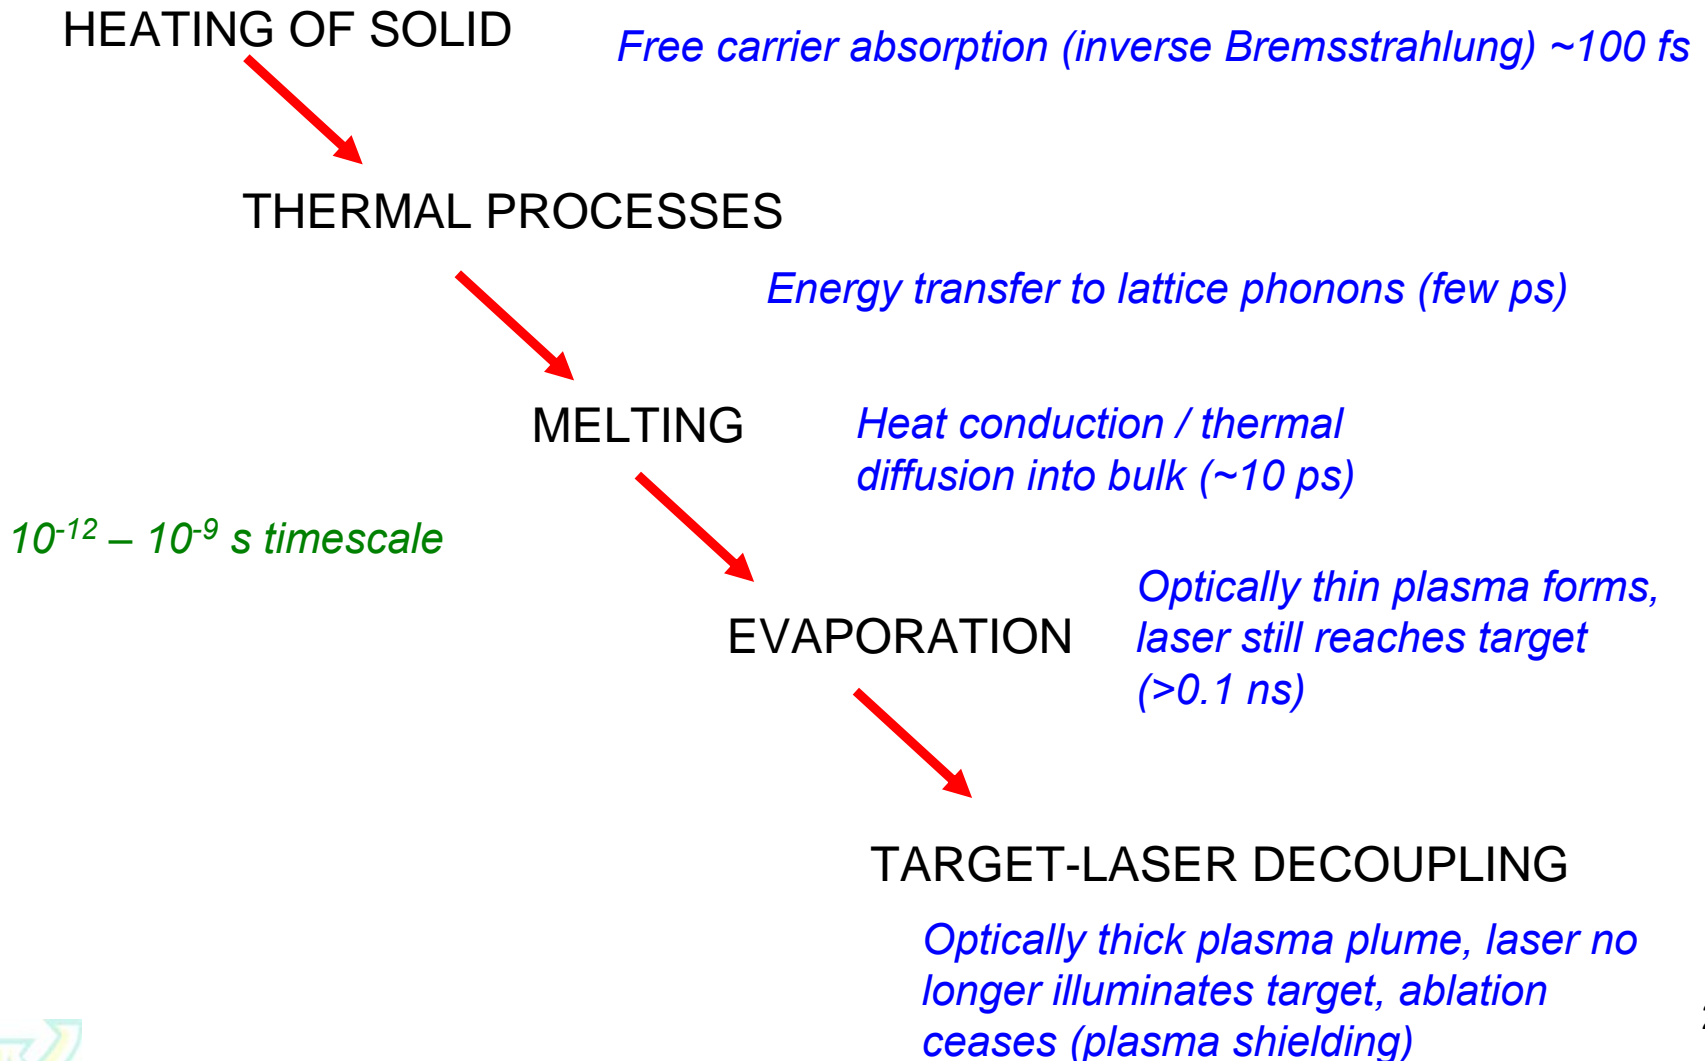 HEATING OF SOLID
Free carrier absorption (inverse Bremsstrahlung) ~100 fs
THERMAL PROCESSES
Energy transfer to lattice phonons (few ps)
MELTING
Heat conduction / thermal
diffusion into bulk (~10 ps)
10⁻¹² – 10⁻⁹ s timescale
EVAPORATION
Optically thin plasma forms,
laser still reaches target
(>0.1 ns)
TARGET-LASER DECOUPLING
Optically thick plasma plume, laser no
longer illuminates target, ablation
ceases (plasma shielding)